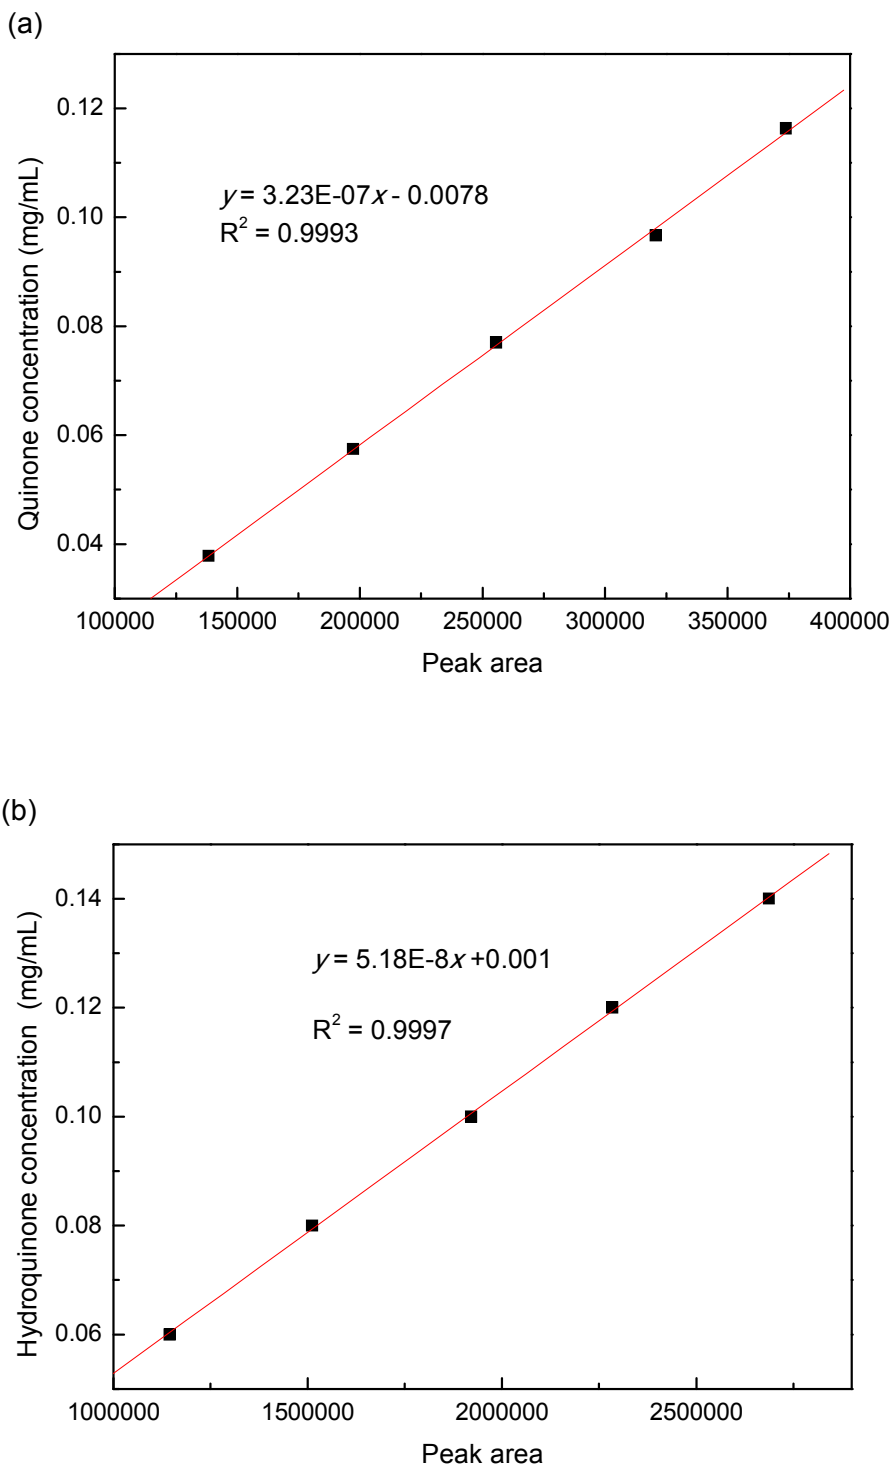 (a)
0.12
0.10
0.08
0.06
0.04
Quinone concentration (mg/mL)
y = 3.23E-07x - 0.0078
R² = 0.9993
100000 150000 200000 250000 300000 350000 400000
Peak area
(b)
0.14
0.12
0.10
0.08
0.06
Hydroquinone concentration (mg/mL)
y = 5.18E-8x +0.001
R² = 0.9997
1000000 1500000 2000000 2500000
Peak area